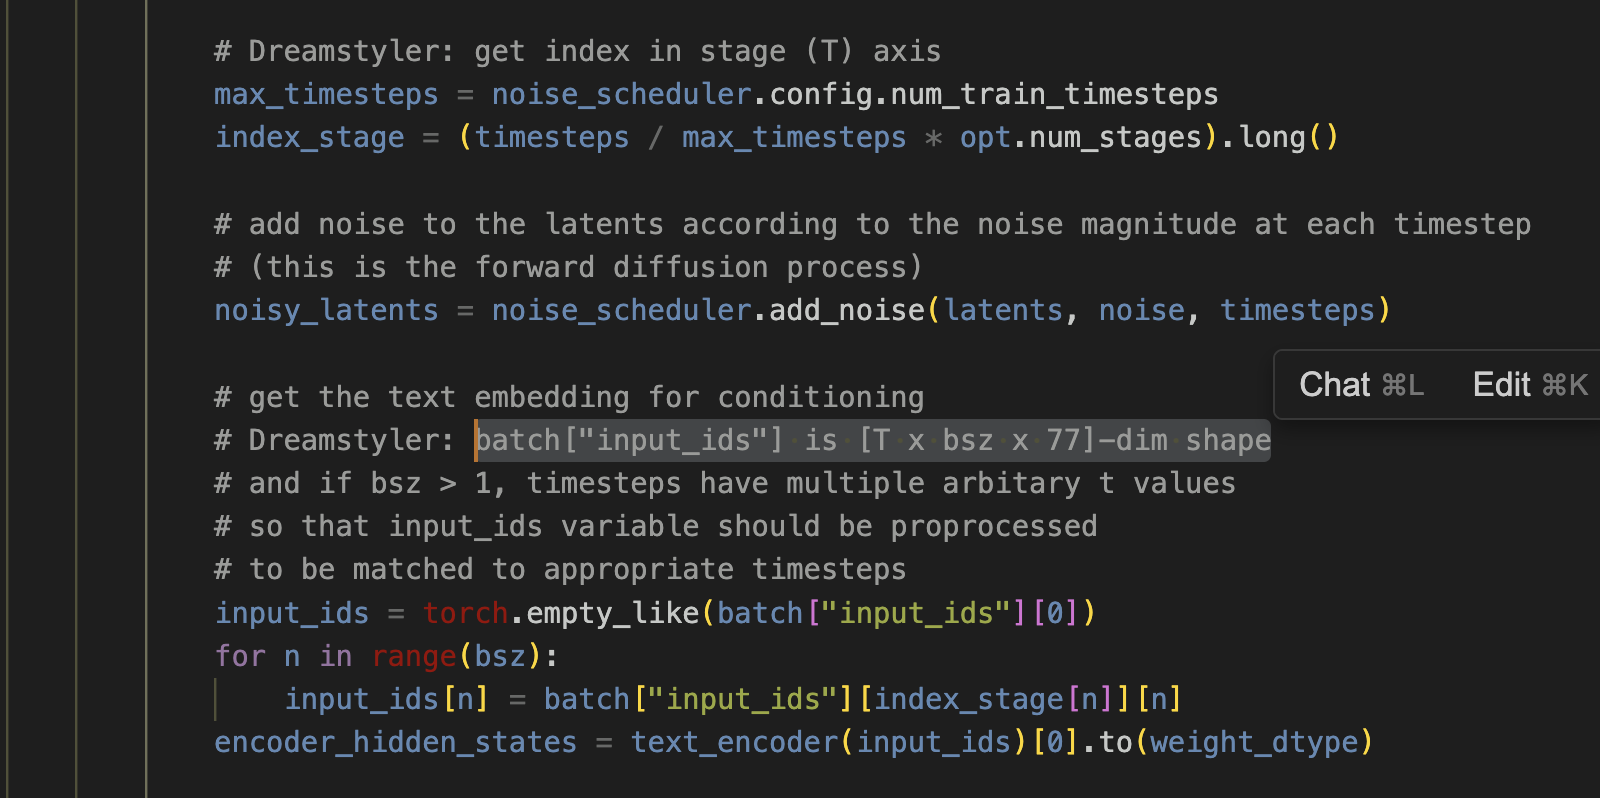 # Dreamstyler: get index in stage (T) axis
max_timesteps = noise_scheduler.config.num_train_timesteps
index_stage = (timesteps / max_timesteps * opt.num_stages).long()
# add noise to the latents according to the noise magnitude at each timestep
# (this is the forward diffusion process)
noisy_latents = noise_scheduler.add_noise(latents, noise, timesteps)
Chat ⌘L Edit ⌘K
# get the text embedding for conditioning
# Dreamstyler: batch["input_ids"] is [T x bsz x 77]-dim shape
# and if bsz > 1, timesteps have multiple arbitary t values
# so that input_ids variable should be proprocessed
# to be matched to appropriate timesteps
input_ids = torch.empty_like(batch["input_ids"][0])
for n in range(bsz):
    input_ids[n] = batch["input_ids"][index_stage[n]][n]
encoder_hidden_states = text_encoder(input_ids)[0].to(weight_dtype)